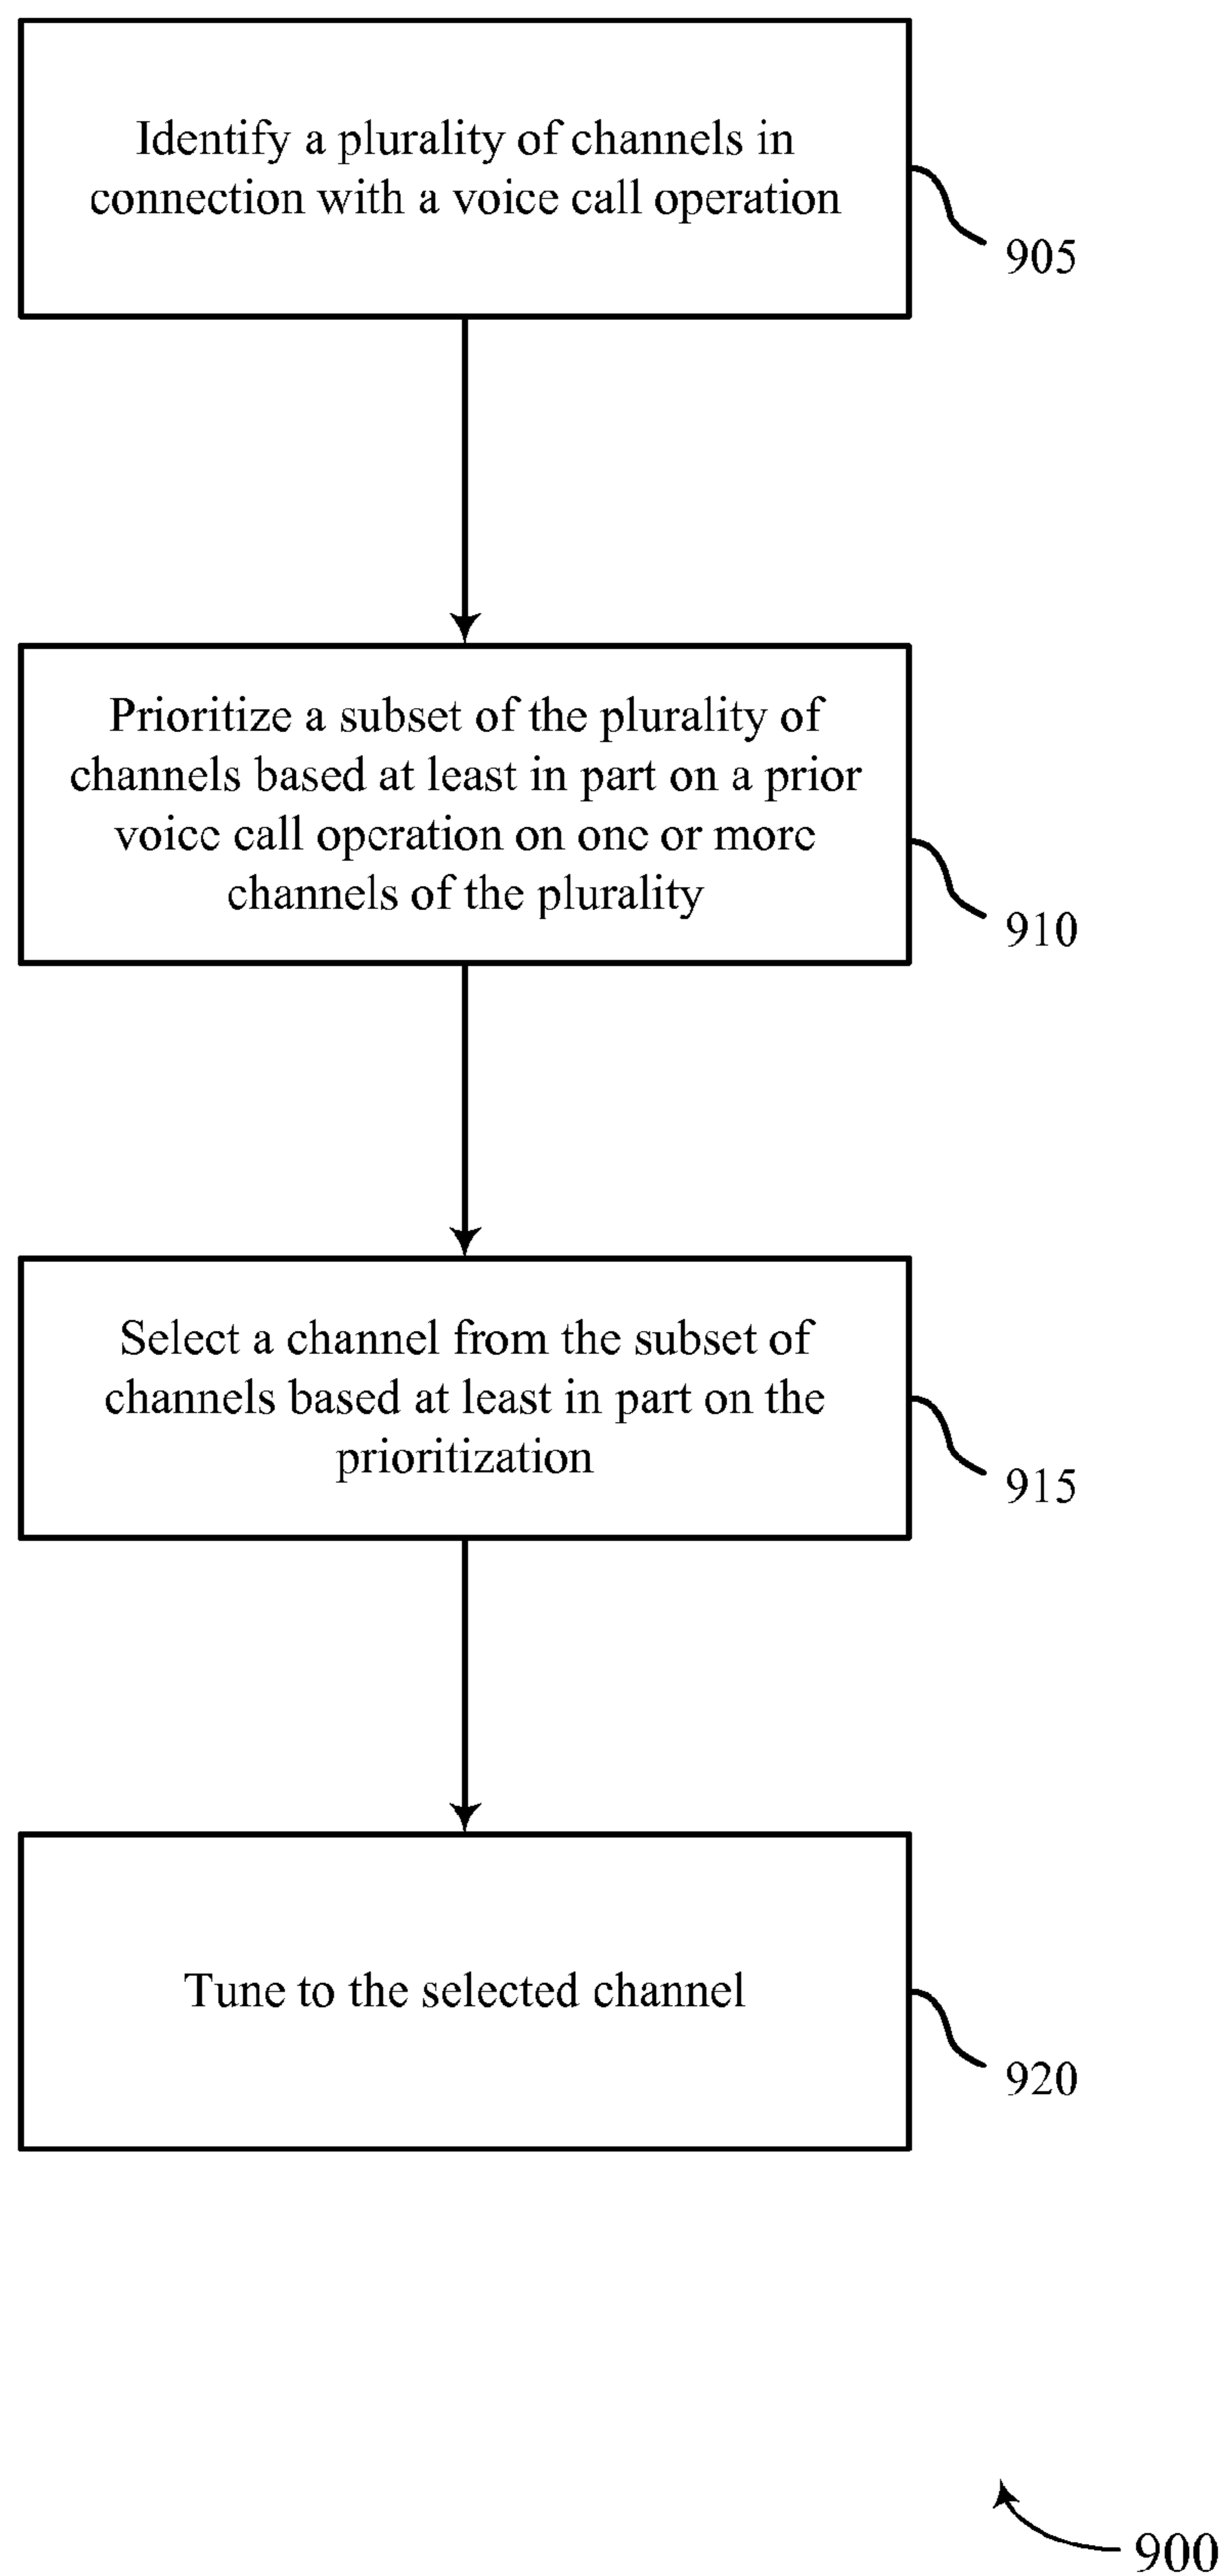 Identify a plurality of channels in
connection with a voice call operation
905
Prioritize a subset of the plurality of
channels based at least in part on a prior
voice call operation on one or more
channels of the plurality
910
Select a channel from the subset of
channels based at least in part on the
prioritization
915
Tune to the selected channel
920
900